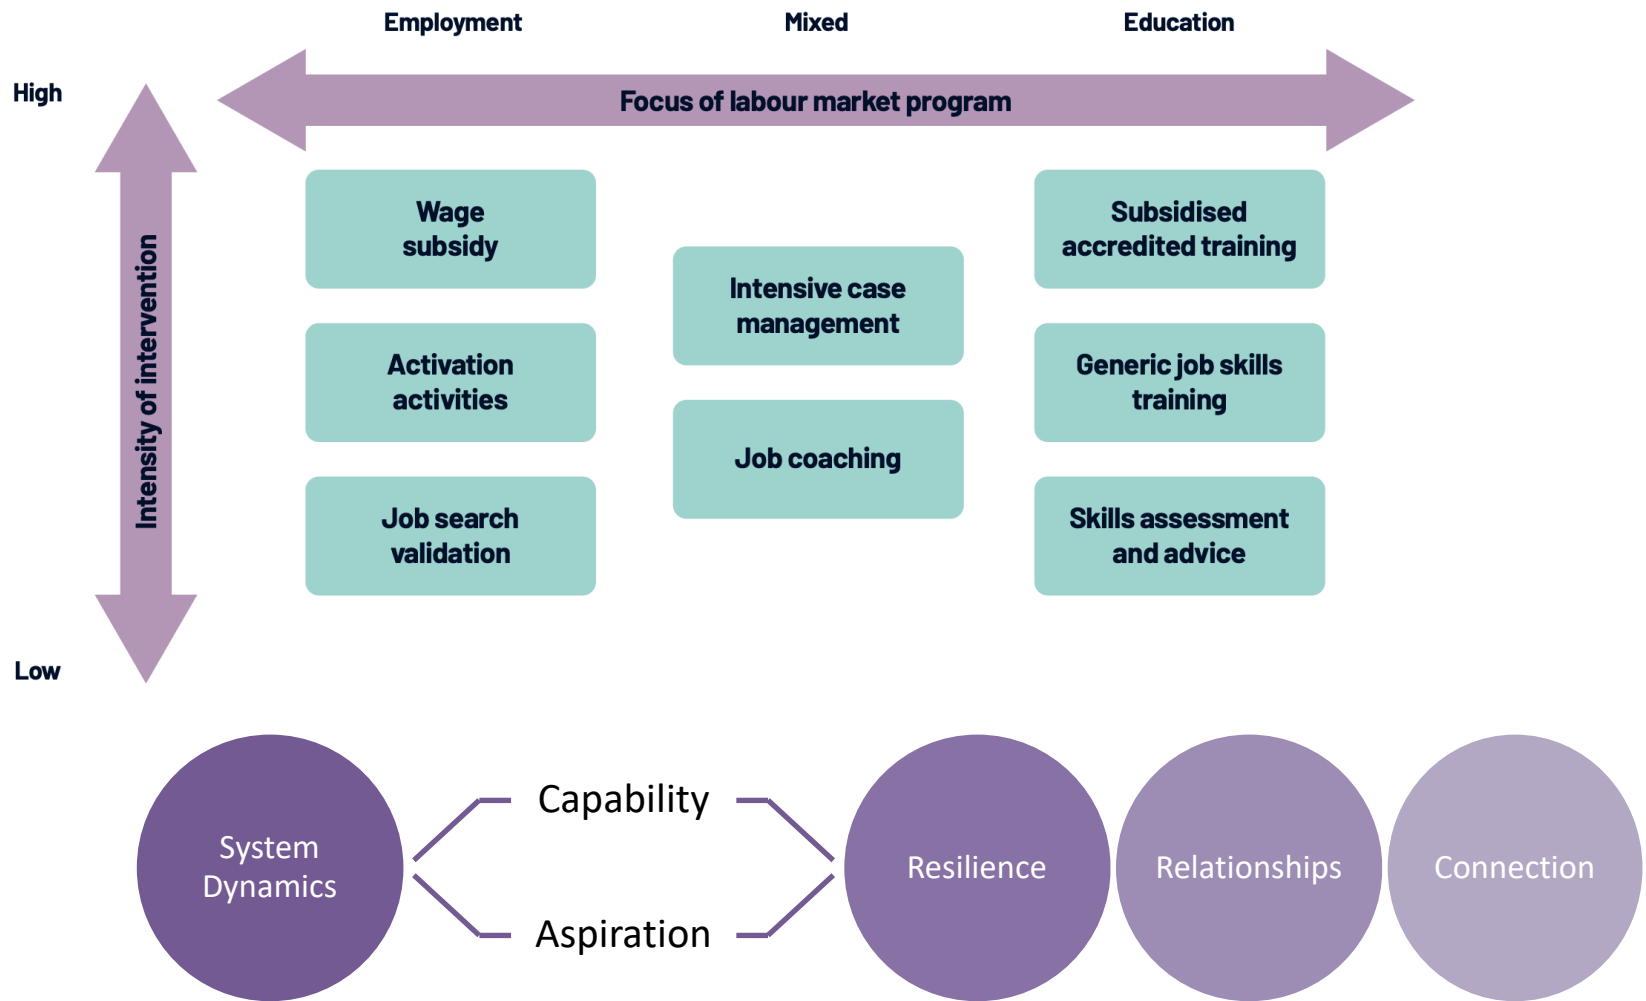 Employment
Mixed
Education
High
Focus of labour market program
Intensity of intervention
Wage
subsidy
Subsidised
accredited training
Intensive case
management
Activation
activities
Generic job skills
training
Job coaching
Job search
validation
Skills assessment
and advice
Low
System
Dynamics
Capability
Aspiration
Resilience
Relationships
Connection